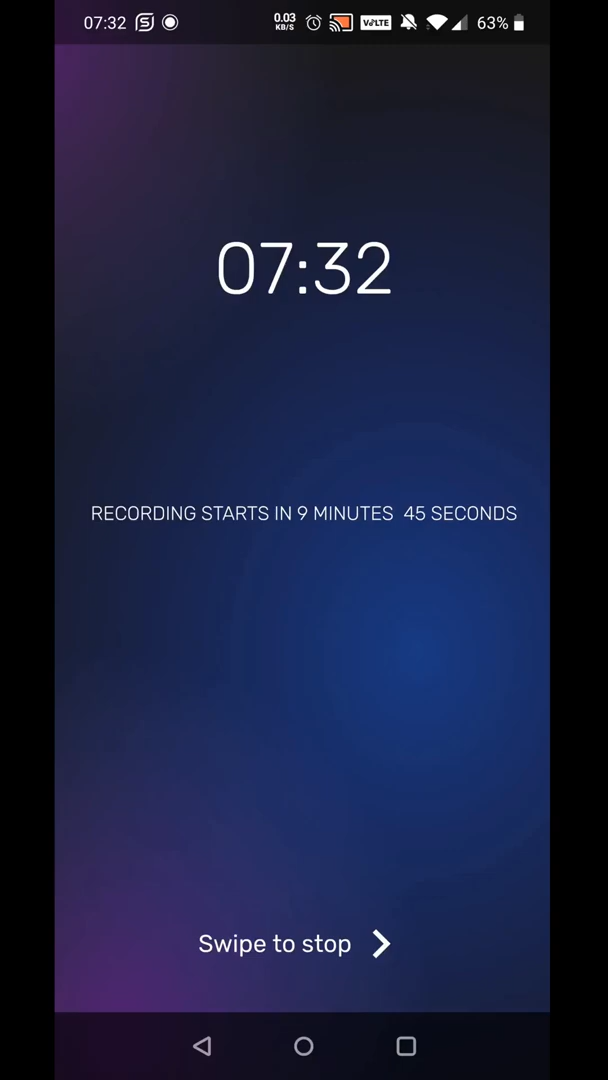 07:32 0.03 KB/S VoLTE 63%
07:32
RECORDING STARTS IN 9 MINUTES 45 SECONDS
Swipe to stop